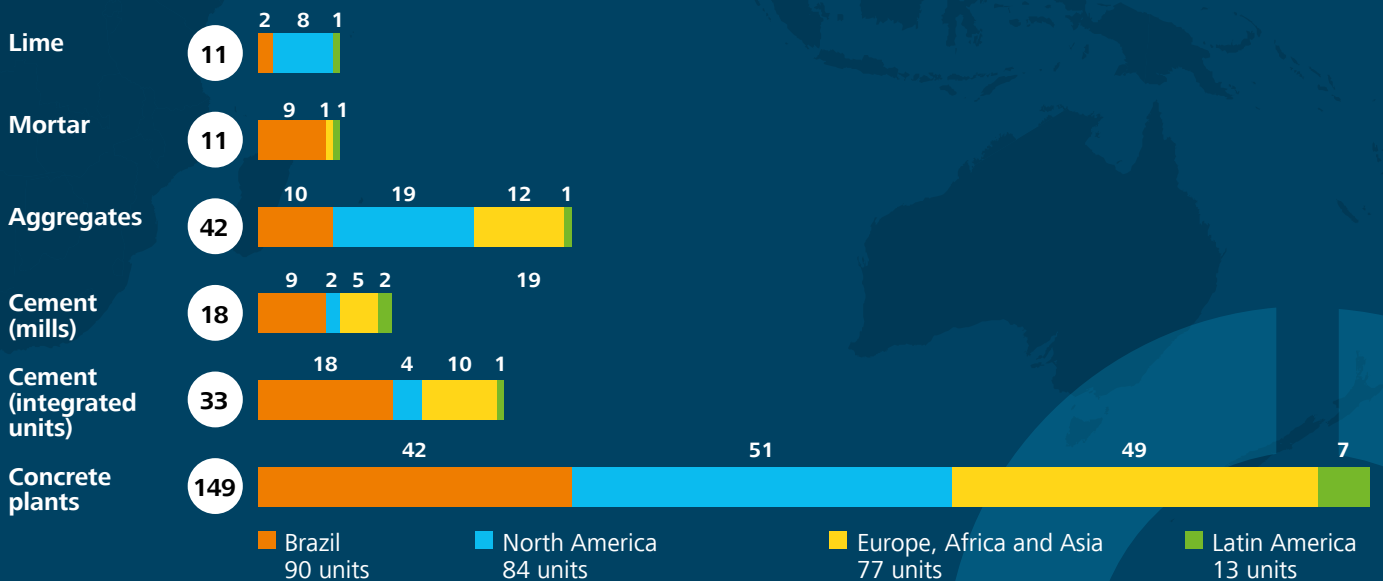 2 8 1
Lime
11
9 1 1
Mortar
11
10 19 12 1
Aggregates
42
9 2 5 2 19
Cement
(mills)
18
18 4 10 1
Cement
(integrated
units)
33
42 51 49 7
Concrete
plants
149
Brazil
90 units
North America
84 units
Europe, Africa and Asia
77 units
Latin America
13 units